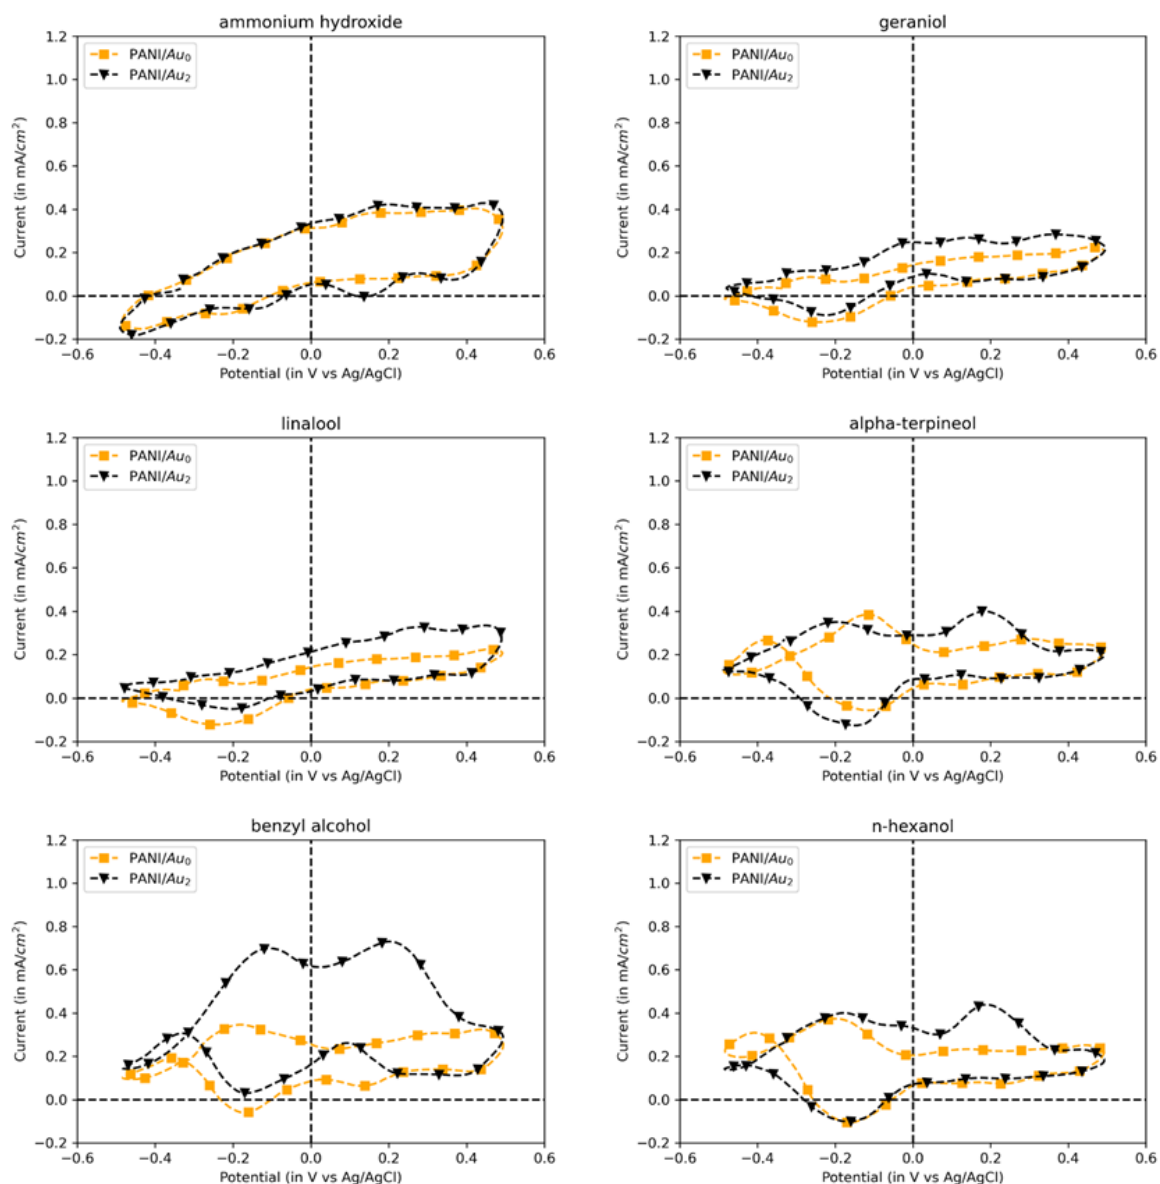 ammonium hydroxide
1.2
1.0
0.8
0.6
0.4
0.2
0.0
−0.2
Current (in mA/cm²)
PANI/Au₀
PANI/Au₂
−0.6 −0.4 −0.2 0.0 0.2 0.4 0.6
Potential (in V vs Ag/AgCl)
geraniol
1.2
1.0
0.8
0.6
0.4
0.2
0.0
−0.2
Current (in mA/cm²)
PANI/Au₀
PANI/Au₂
−0.6 −0.4 −0.2 0.0 0.2 0.4 0.6
Potential (in V vs Ag/AgCl)
linalool
1.2
1.0
0.8
0.6
0.4
0.2
0.0
−0.2
Current (in mA/cm²)
PANI/Au₀
PANI/Au₂
−0.6 −0.4 −0.2 0.0 0.2 0.4 0.6
Potential (in V vs Ag/AgCl)
alpha-terpineol
1.2
1.0
0.8
0.6
0.4
0.2
0.0
−0.2
Current (in mA/cm²)
PANI/Au₀
PANI/Au₂
−0.6 −0.4 −0.2 0.0 0.2 0.4 0.6
Potential (in V vs Ag/AgCl)
benzyl alcohol
1.2
1.0
0.8
0.6
0.4
0.2
0.0
−0.2
Current (in mA/cm²)
PANI/Au₀
PANI/Au₂
−0.6 −0.4 −0.2 0.0 0.2 0.4 0.6
Potential (in V vs Ag/AgCl)
n-hexanol
1.2
1.0
0.8
0.6
0.4
0.2
0.0
−0.2
Current (in mA/cm²)
PANI/Au₀
PANI/Au₂
−0.6 −0.4 −0.2 0.0 0.2 0.4 0.6
Potential (in V vs Ag/AgCl)